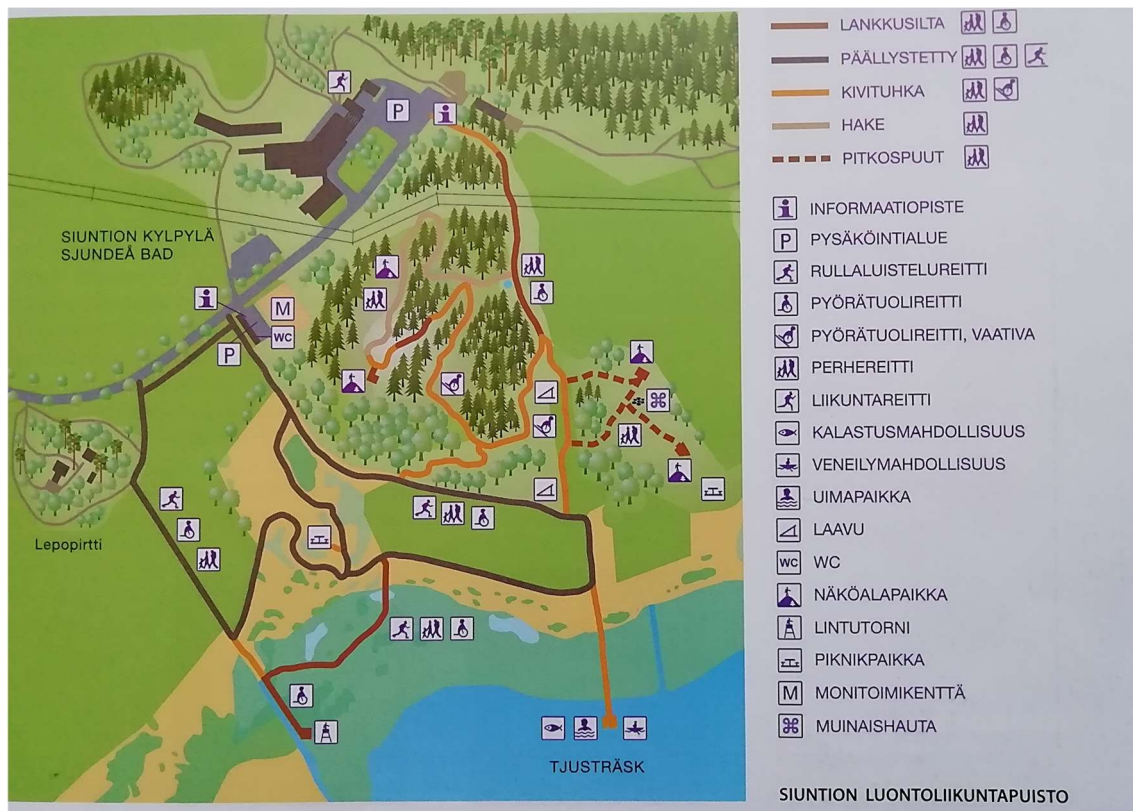 P
i
SIUNTION KYLPYLÄ
SJUNDEÅ BAD
i
M
WC
P
Lepopirtti
TJUSTRÄSK
LANKKUSILTA
PÄÄLLYSTETTY
KIVITUHKA
HAKE
PITKOSPUUT
i INFORMAATIOPISTE
P PYSÄKÖINTIALUE
RULLALUISTELUREITTI
PYÖRÄTUOLIREITTI
PYÖRÄTUOLIREITTI, VAATIVA
PERHEREITTI
LIIKUNTAREITTI
KALASTUSMAHDOLLISUUS
VENEILYMAHDOLLISUUS
UIMAPAIKKA
LAAVU
WC WC
NÄKÖALAPAIKKA
LINTUTORNI
PIKNIKPAIKKA
M MONITOIMIKENTTÄ
⌘ MUINAISHAUTA
SIUNTION LUONTOLIIKUNTAPUISTO